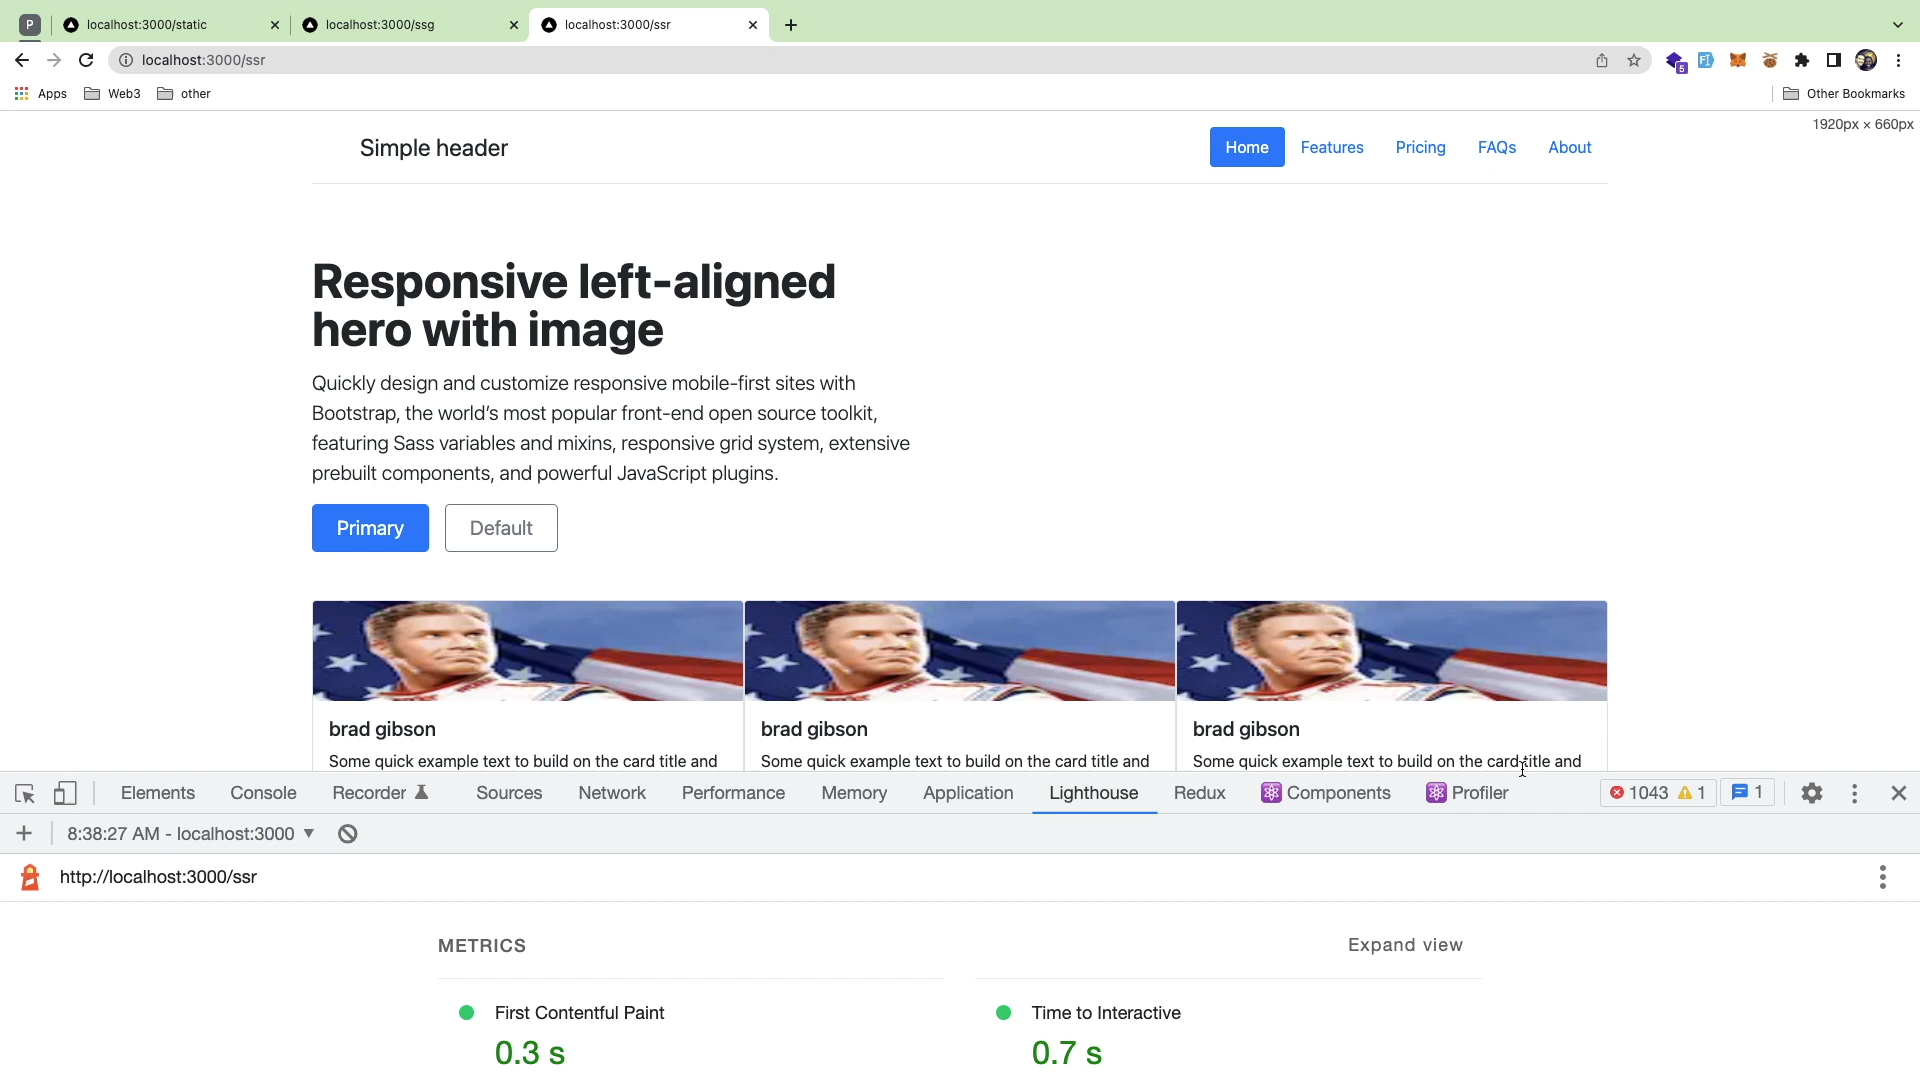 P
localhost:3000/static
localhost:3000/ssg
localhost:3000/ssr
localhost:3000/ssr
5
Apps
Web3
other
Other Bookmarks
1920px × 660px
Simple header
Home
Features
Pricing
FAQs
About
Responsive left-aligned
hero with image
Quickly design and customize responsive mobile-first sites with
Bootstrap, the world's most popular front-end open source toolkit,
featuring Sass variables and mixins, responsive grid system, extensive
prebuilt components, and powerful JavaScript plugins.
Primary
Default
brad gibson
Some quick example text to build on the card title and
brad gibson
Some quick example text to build on the card title and
brad gibson
Some quick example text to build on the card title and
Elements
Console
Recorder
Sources
Network
Performance
Memory
Application
Lighthouse
Redux
Components
Profiler
1043
1
1
8:38:27 AM - localhost:3000
http://localhost:3000/ssr
METRICS
Expand view
First Contentful Paint
0.3 s
Time to Interactive
0.7 s